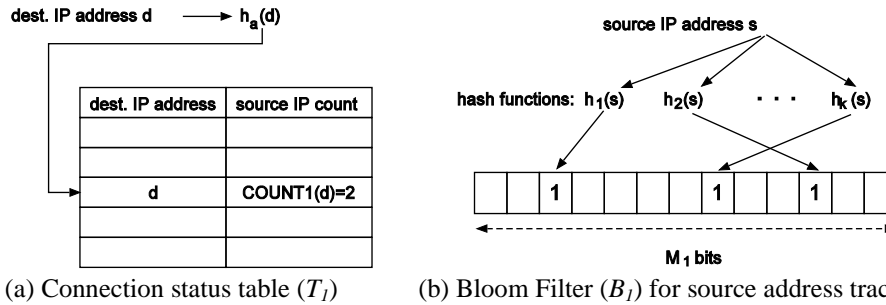 dest. IP address d
h_a(d)
dest. IP address source IP count
d COUNT1(d)=2
(a) Connection status table (T_1)
source IP address s
hash functions: h_1(s) h_2(s) . . . h_k(s)
1 1 1
M_1 bits
(b) Bloom Filter (B_1) for source address trac